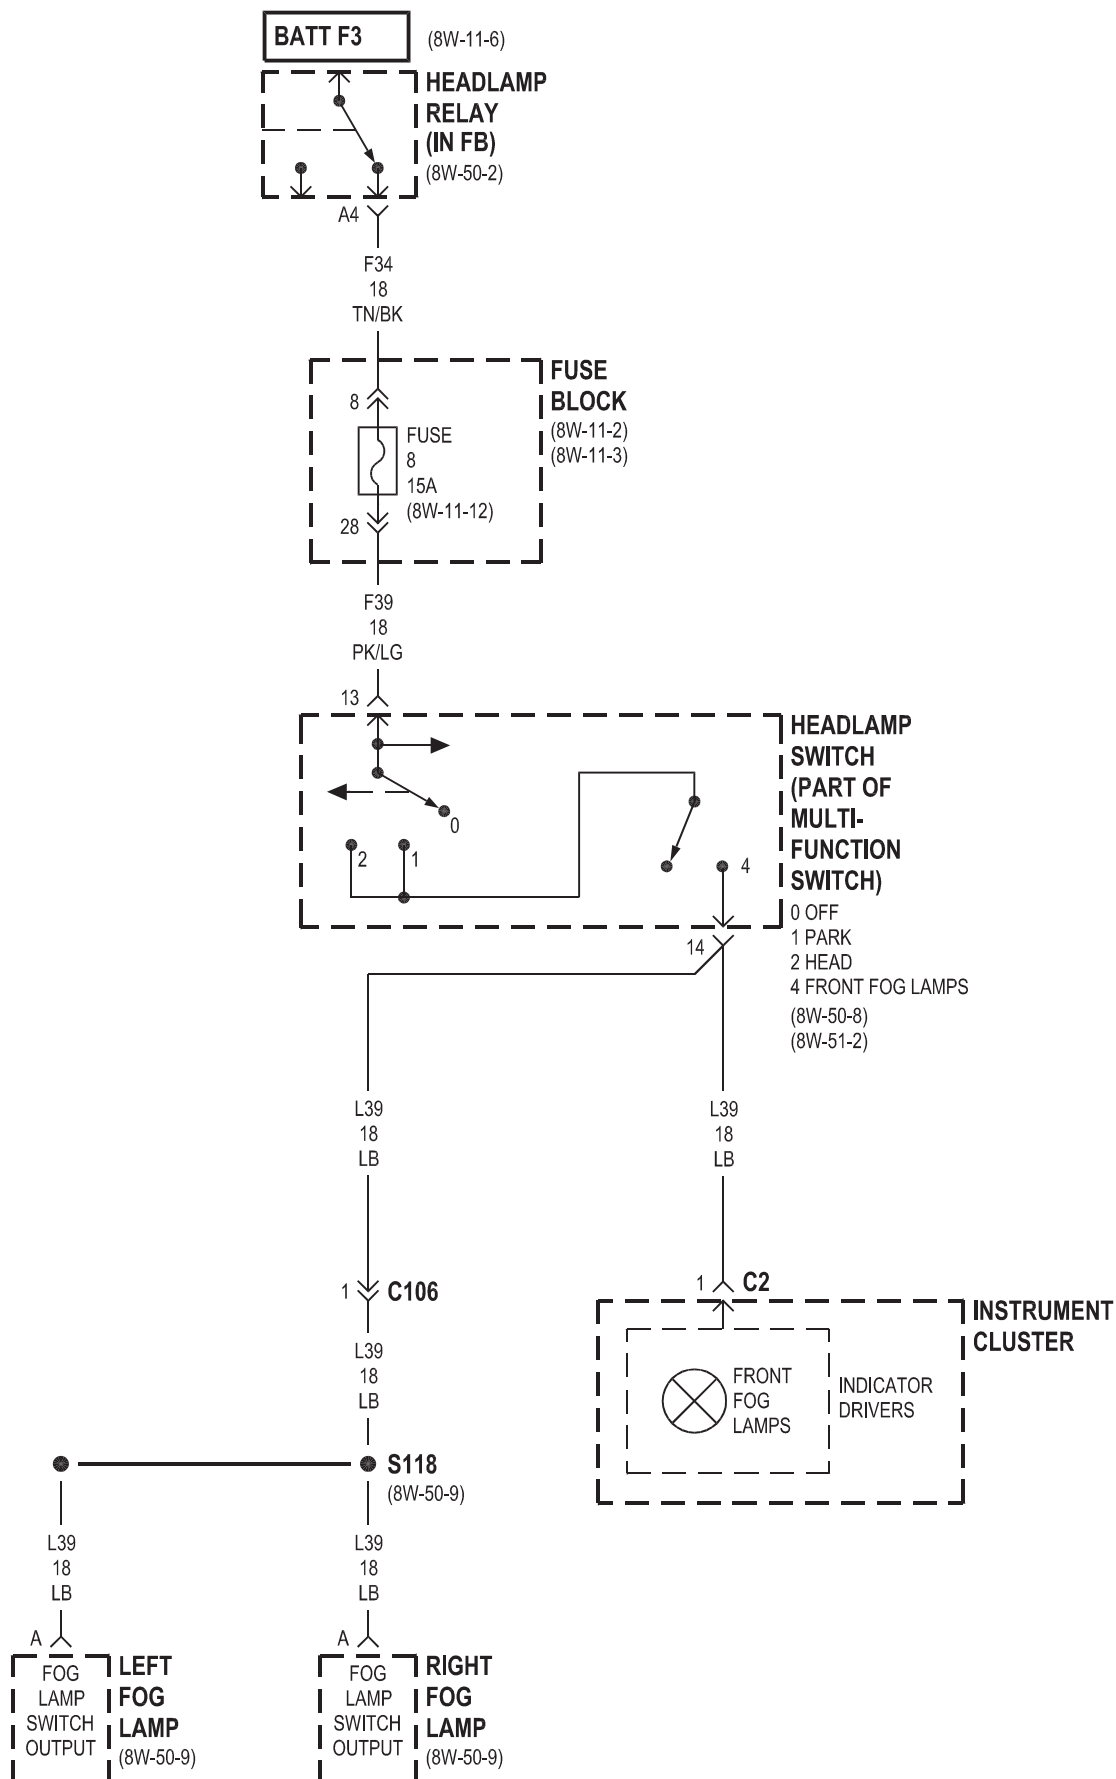 BATT F3
(8W-11-6)
HEADLAMP
RELAY
(IN FB)
(8W-50-2)
A4
F34
18
TN/BK
FUSE
BLOCK
(8W-11-2)
(8W-11-3)
8
FUSE
8
15A
(8W-11-12)
28
F39
18
PK/LG
13
HEADLAMP
SWITCH
(PART OF
MULTI-
FUNCTION
SWITCH)
0 OFF
1 PARK
2 HEAD
4 FRONT FOG LAMPS
(8W-50-8)
(8W-51-2)
0
2
1
4
14
L39
18
LB
L39
18
LB
1 C106
1 C2
INSTRUMENT
CLUSTER
FRONT
FOG
LAMPS
INDICATOR
DRIVERS
L39
18
LB
S118
(8W-50-9)
L39
18
LB
L39
18
LB
A
FOG
LAMP
SWITCH
OUTPUT
LEFT
FOG
LAMP
(8W-50-9)
A
FOG
LAMP
SWITCH
OUTPUT
RIGHT
FOG
LAMP
(8W-50-9)